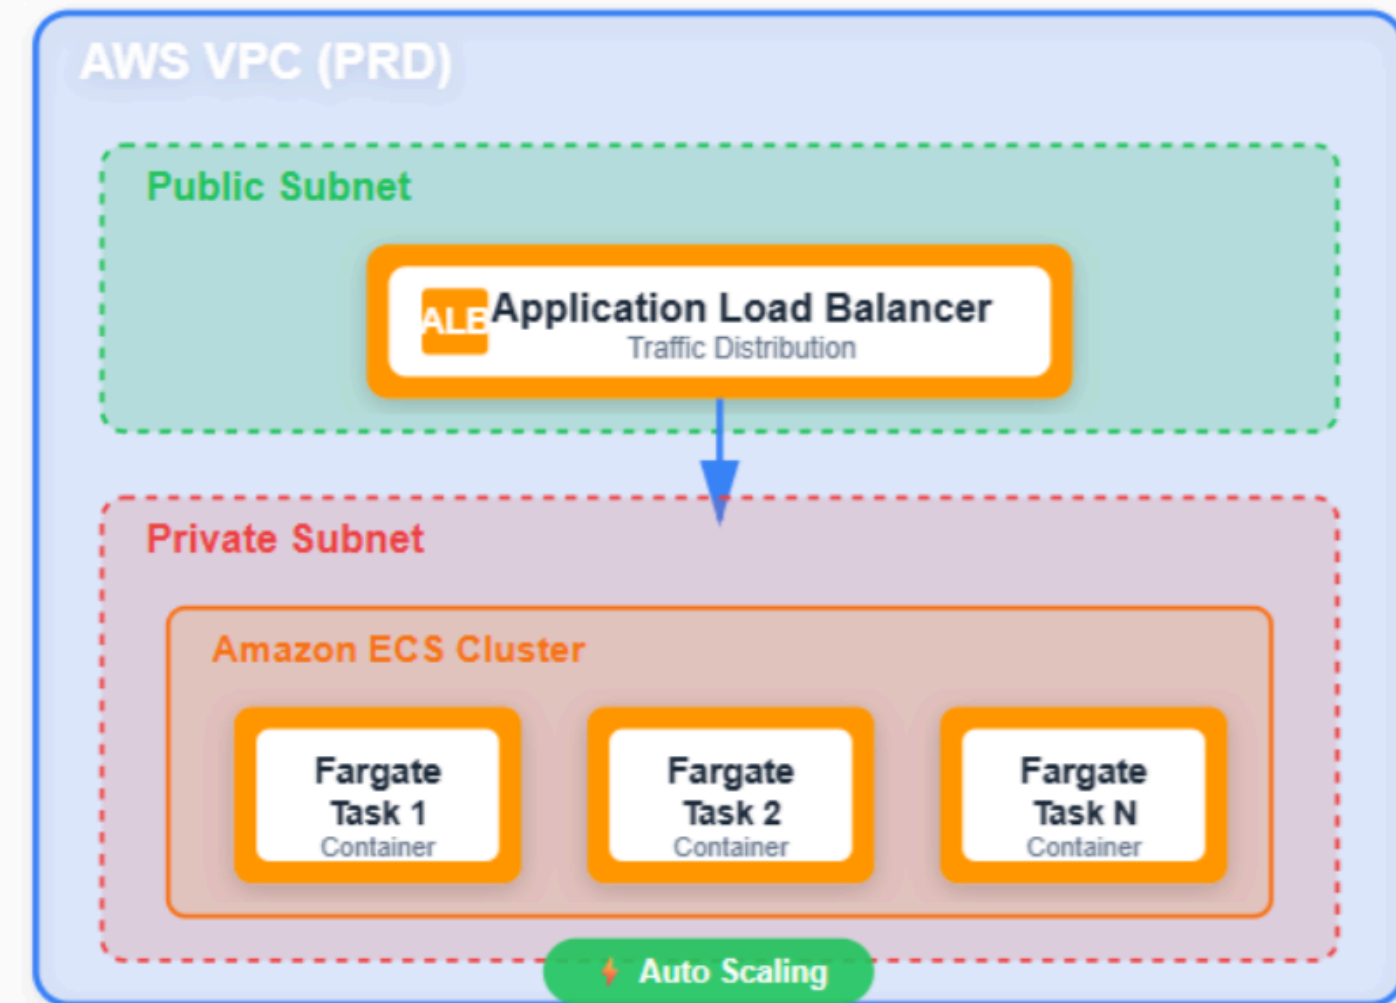 AWS VPC (PRD)
Public Subnet
ALB
Application Load Balancer
Traffic Distribution
Private Subnet
Amazon ECS Cluster
Fargate
Task 1
Container
Fargate
Task 2
Container
Fargate
Task N
Container
⚡ Auto Scaling